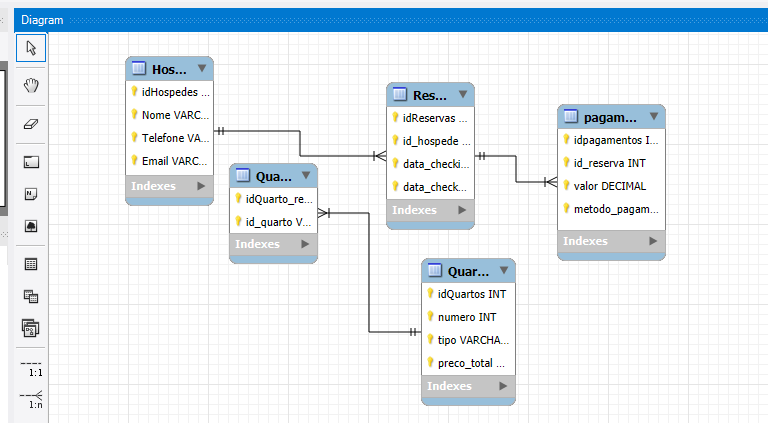 Diagram
Hos...
idHospedes ...
Nome VARC...
Telefone VA...
Email VARC...
Indexes
Qua...
idQuarto_re...
id_quarto V...
Indexes
Res...
idReservas ...
id_hospede ...
data_checki...
data_check...
Indexes
pagam...
idpagamentos I...
id_reserva INT
valor DECIMAL
metodo_pagam...
Indexes
Quar...
idQuartos INT
numero INT
tipo VARCHA...
preco_total ...
Indexes
1:1
1:n